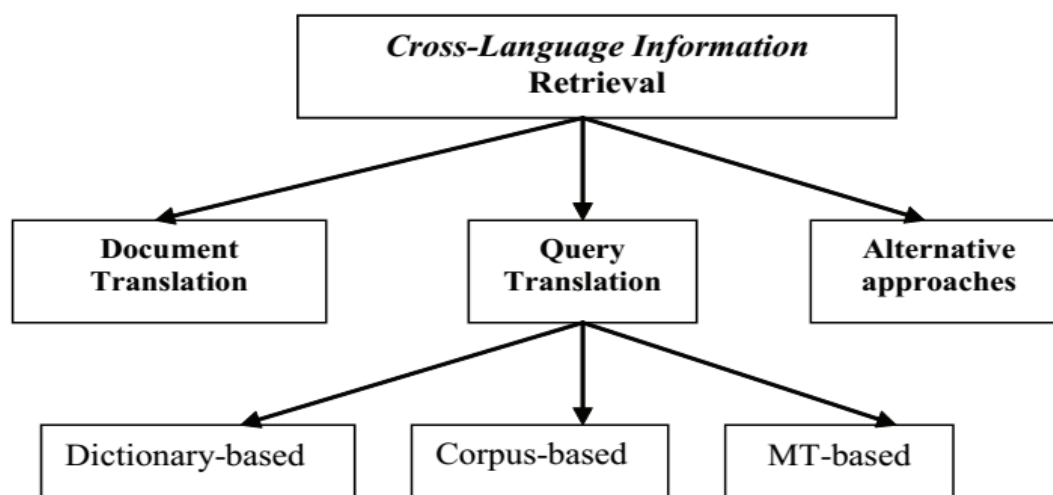 Cross-Language Information
Retrieval
Document
Translation
Query
Translation
Alternative
approaches
Dictionary-based
Corpus-based
MT-based